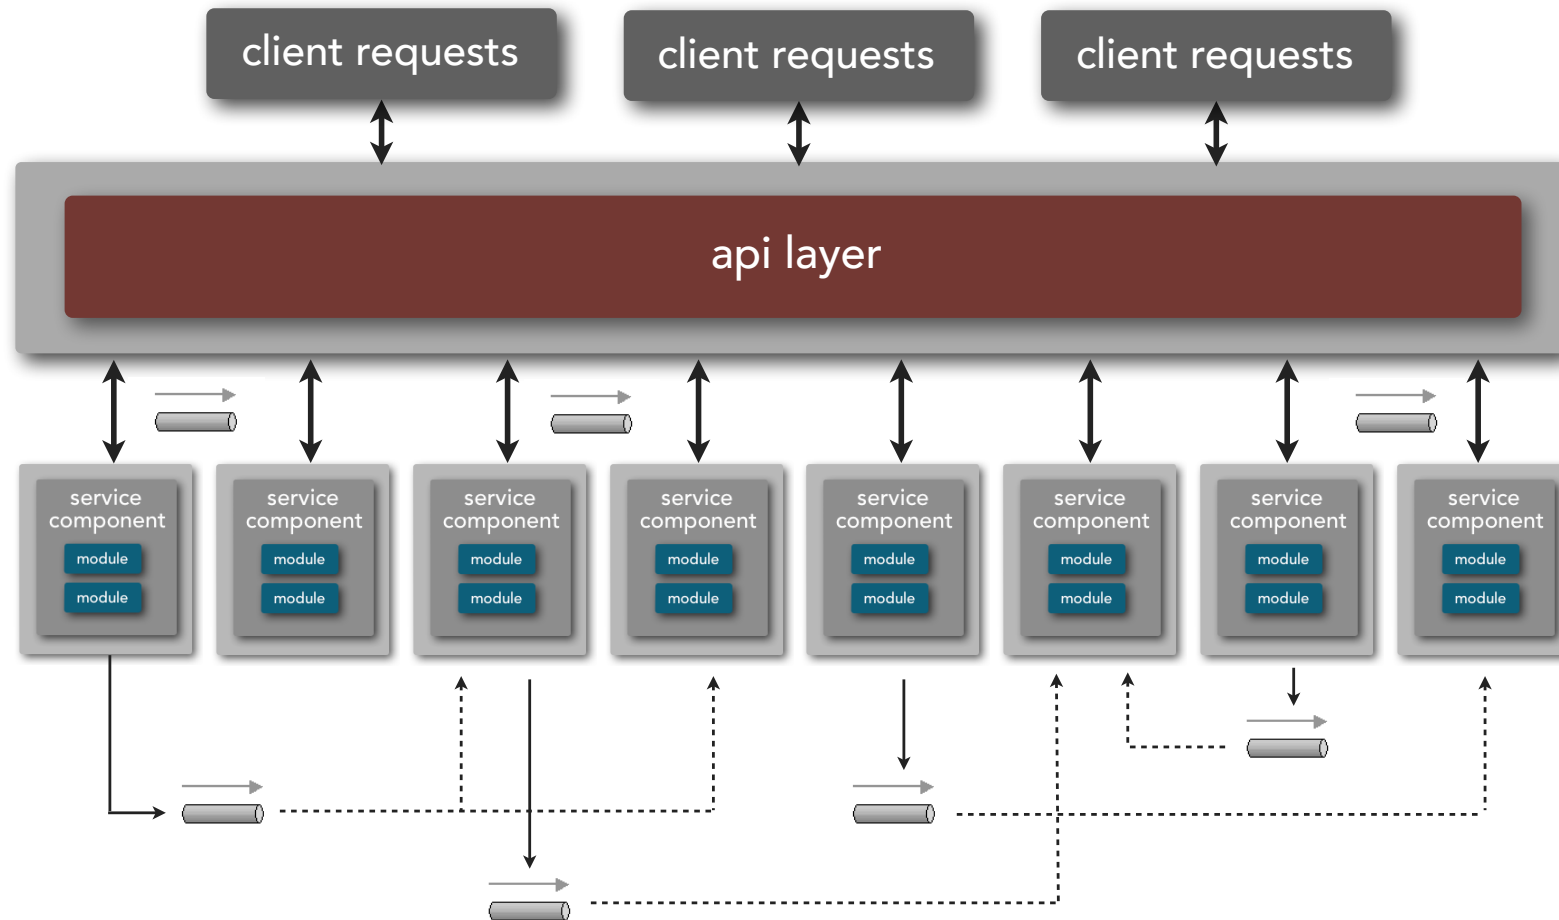 client requests
client requests
client requests
api layer
service
component
module
module
service
component
module
module
service
component
module
module
service
component
module
module
service
component
module
module
service
component
module
module
service
component
module
module
service
component
module
module